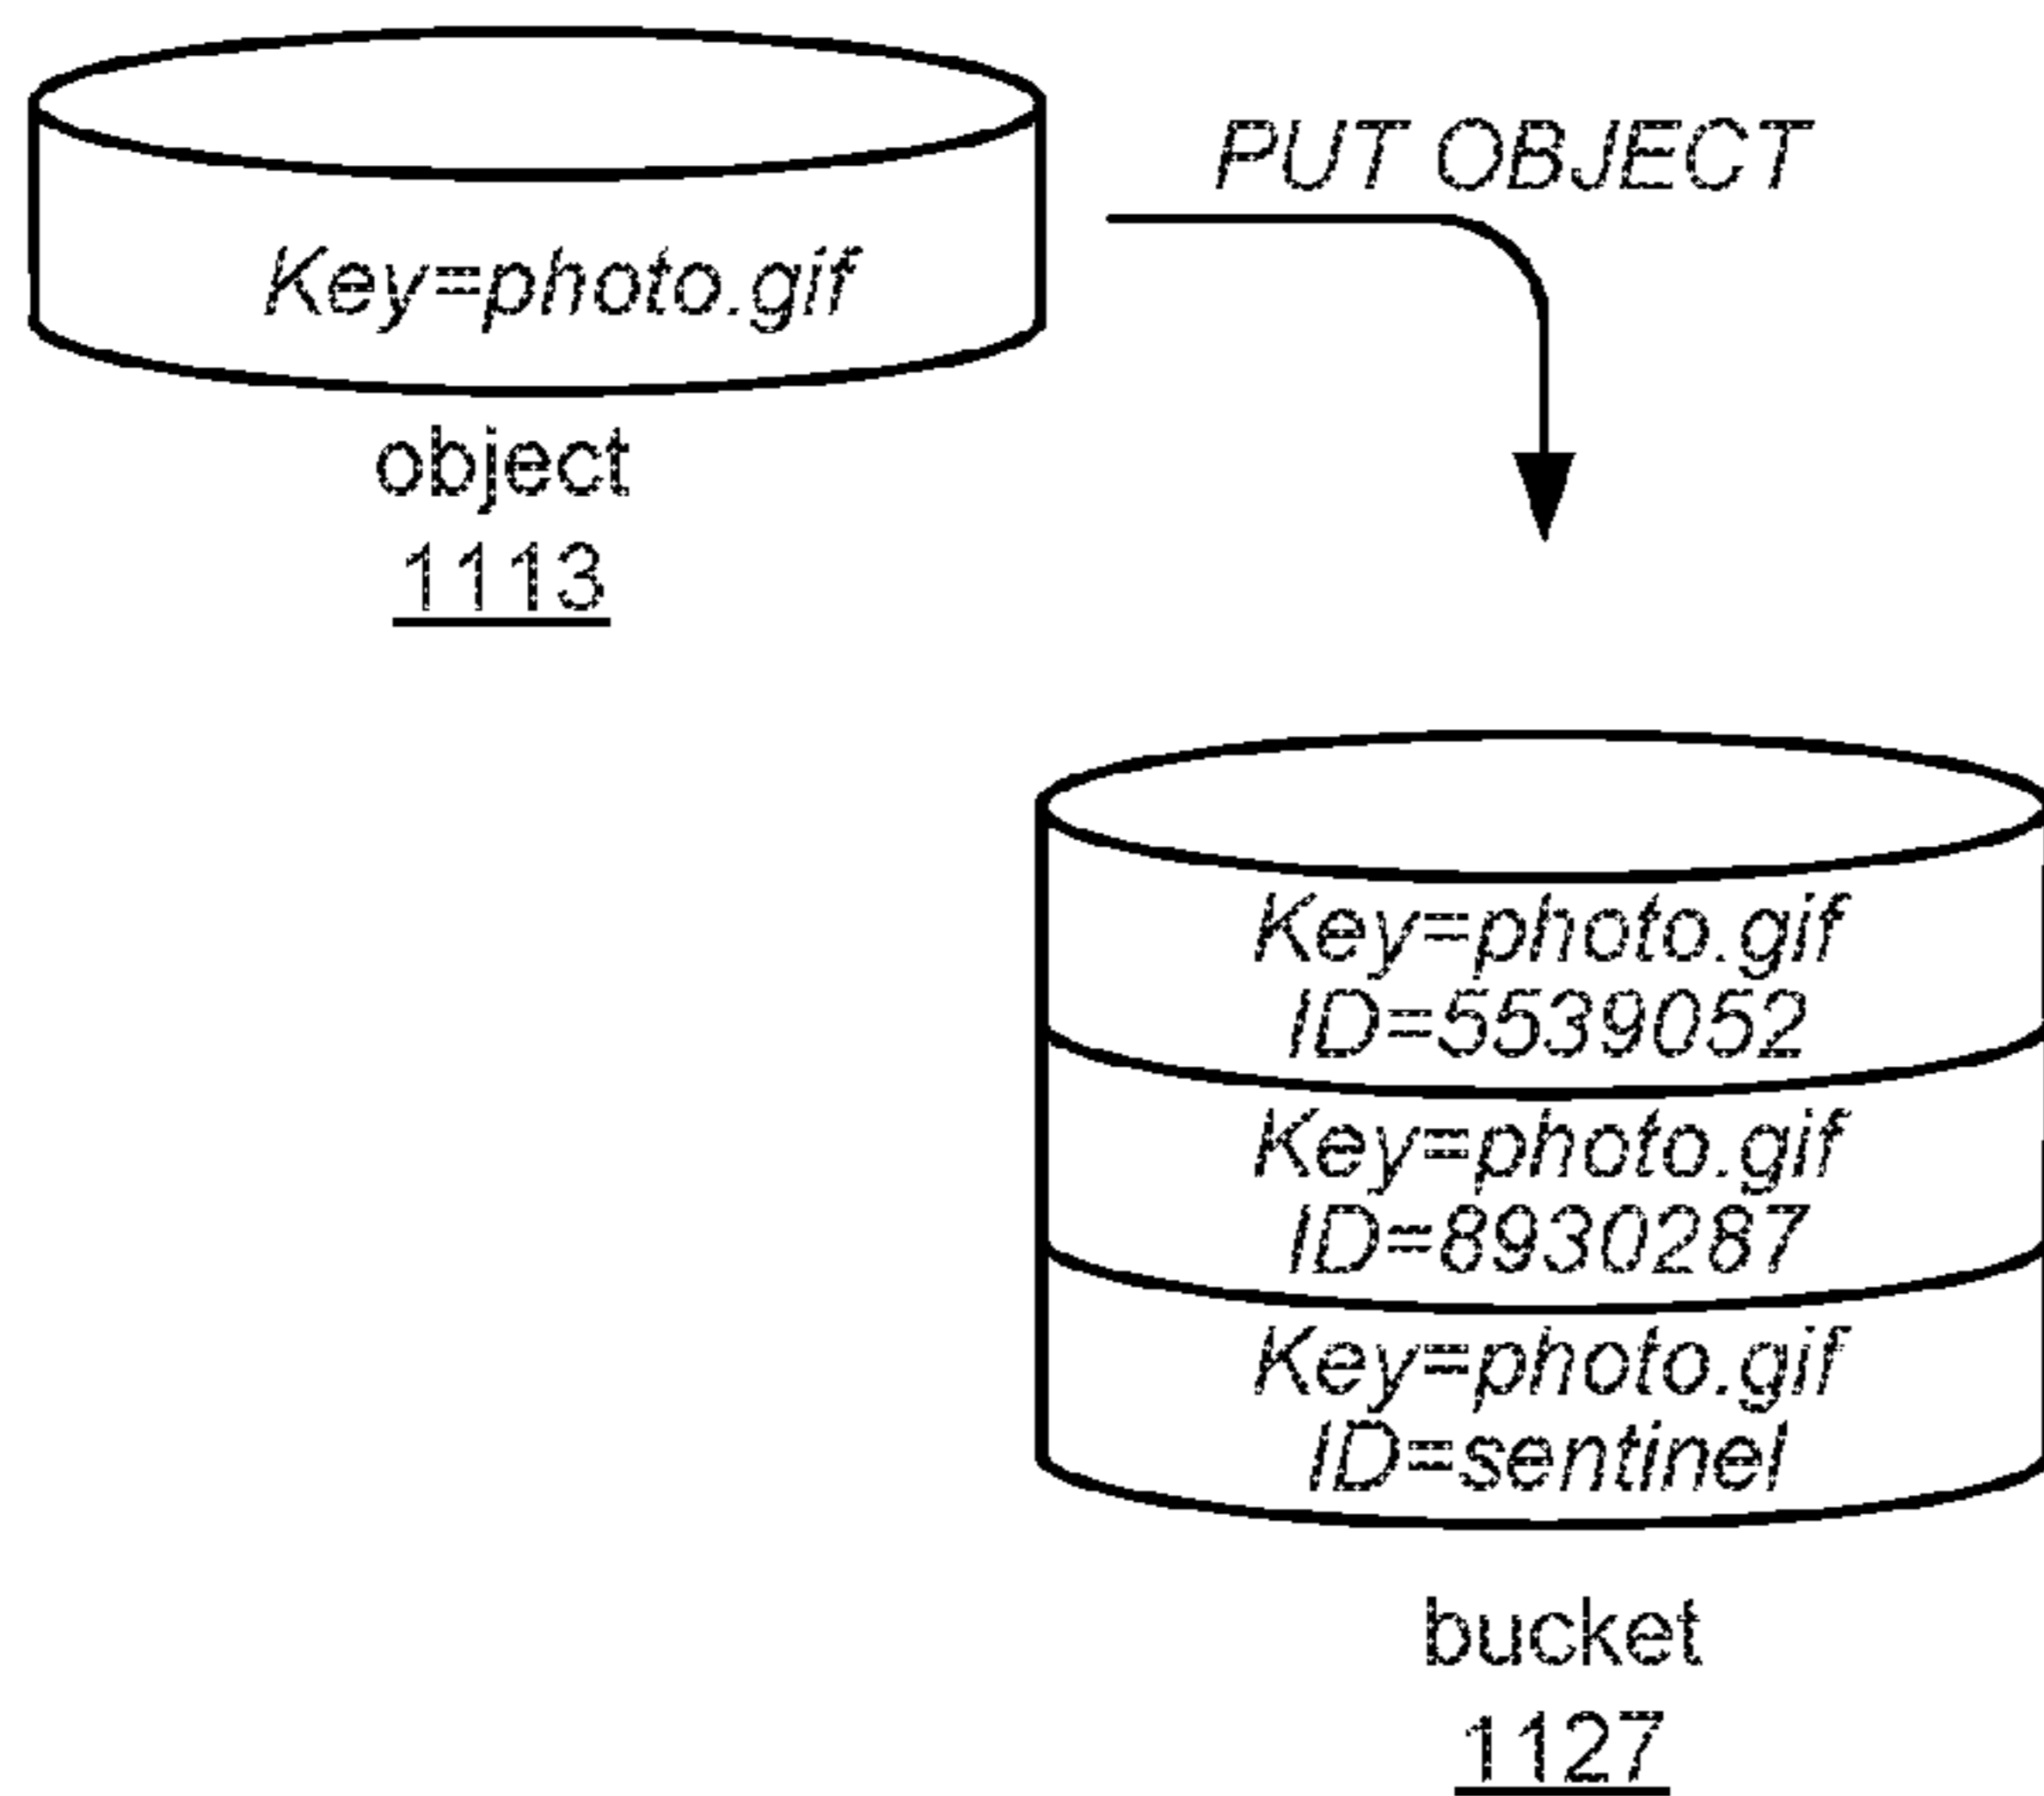 PUT OBJECT
Key=photo.gif
object
1113
Key=photo.gif
ID=5539052
Key=photo.gif
ID=8930287
Key=photo.gif
ID=sentinel
bucket
1127